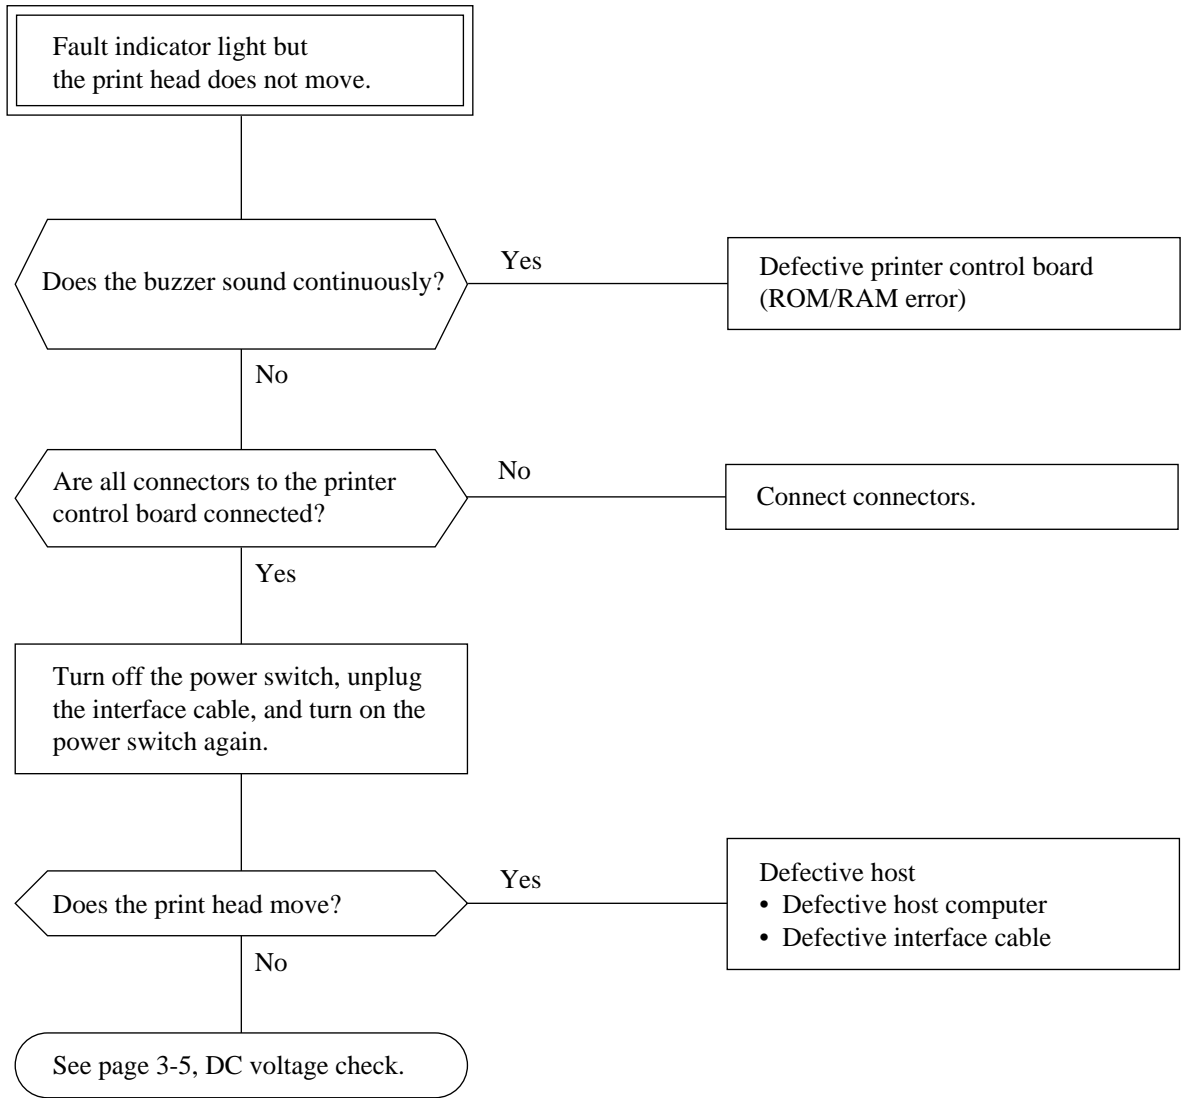 Fault indicator light but
the print head does not move.
Does the buzzer sound continuously?
Yes
Defective printer control board
(ROM/RAM error)
No
Are all connectors to the printer
control board connected?
No
Connect connectors.
Yes
Turn off the power switch, unplug
the interface cable, and turn on the
power switch again.
Does the print head move?
Yes
Defective host
• Defective host computer
• Defective interface cable
No
See page 3-5, DC voltage check.